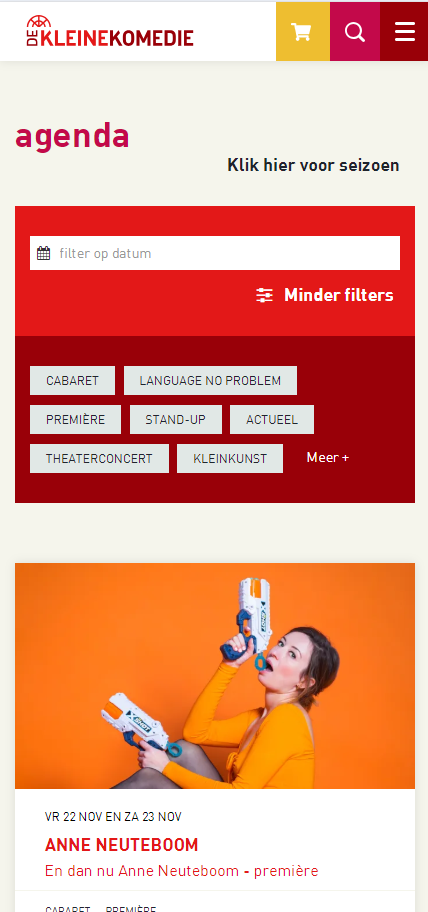 DE KLEINEKOMEDIE
agenda
Klik hier voor seizoen
filter op datum
Minder filters
CABARET LANGUAGE NO PROBLEM
PREMIÈRE STAND-UP ACTUEEL
THEATERCONCERT KLEINKUNST Meer +
VR 22 NOV EN ZA 23 NOV
ANNE NEUTEBOOM
En dan nu Anne Neuteboom - première
CABARET PREMIÈRE